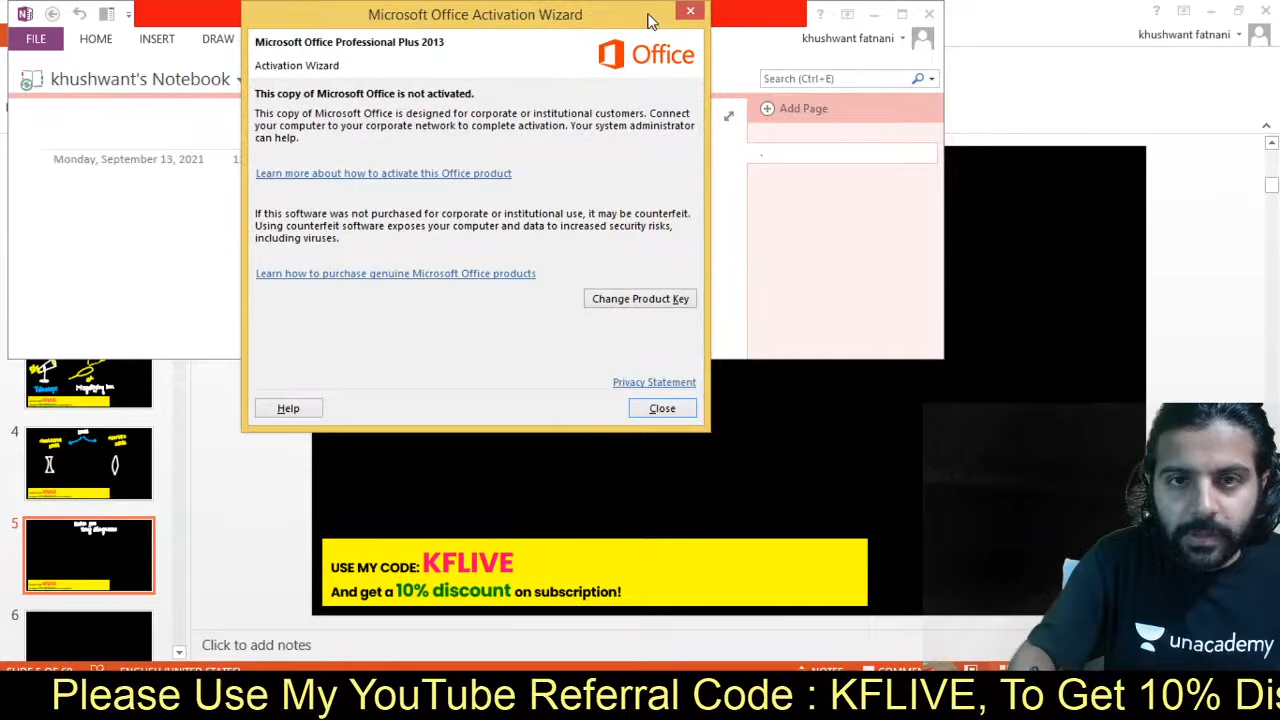 Microsoft Office Activation Wizard
FILE
HOME
INSERT
DRAW
khushwant fatnani
khushwant fatnani
Microsoft Office Professional Plus 2013
Activation Wizard
Office
khushwant's Notebook
Search (Ctrl+E)
This copy of Microsoft Office is not activated.
This copy of Microsoft Office is designed for corporate or institutional customers. Connect
your computer to your corporate network to complete activation. Your system administrator
can help.
Add Page
Monday, September 13, 2021
Learn more about how to activate this Office product
If this software was not purchased for corporate or institutional use, it may be counterfeit.
Using counterfeit software exposes your computer and data to increased security risks,
including viruses.
Learn how to purchase genuine Microsoft Office products
Change Product Key
Privacy Statement
Help
Close
4
5
6
USE MY CODE: KFLIVE
And get a 10% discount on subscription!
Click to add notes
unacademy
Please Use My YouTube Referral Code : KFLIVE, To Get 10% Dis